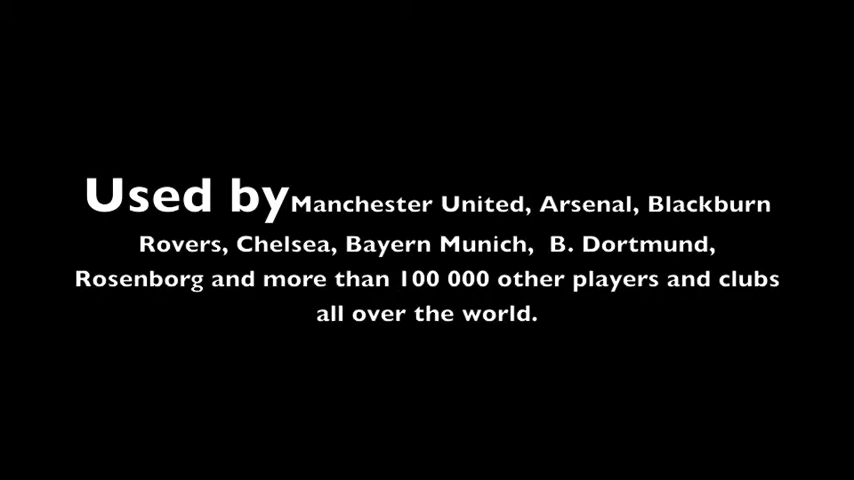 Used by Manchester United, Arsenal, Blackburn
Rovers, Chelsea, Bayern Munich,  B. Dortmund,
Rosenborg and more than 100 000 other players and clubs
all over the world.